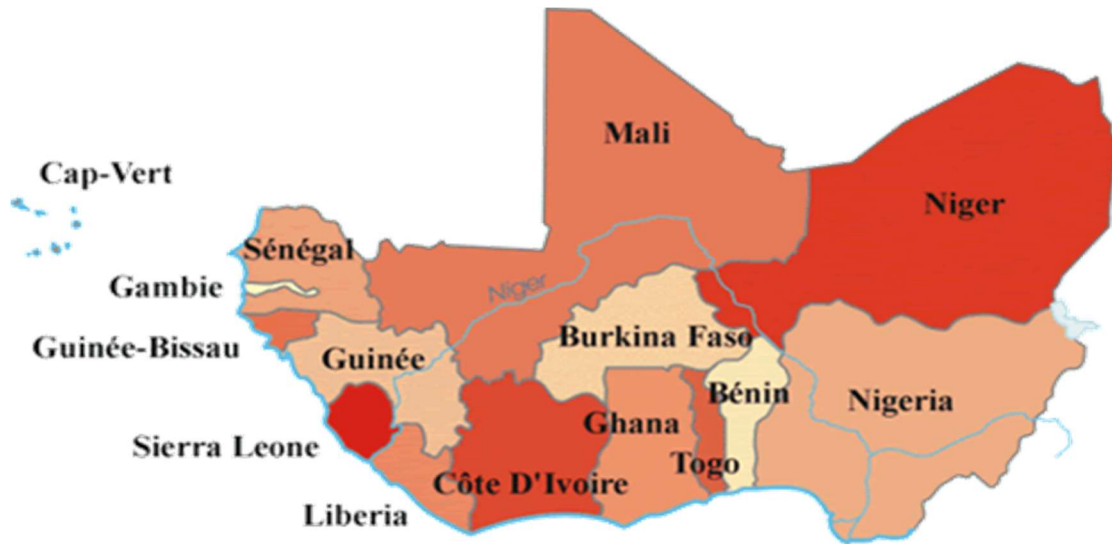 Mali
Cap-Vert
Niger
Sénégal
Gambie
Niger
Guinée-Bissau
Guinée
Burkina Faso
Bénin
Nigeria
Ghana
Sierra Leone
Togo
Côte D'Ivoire
Liberia